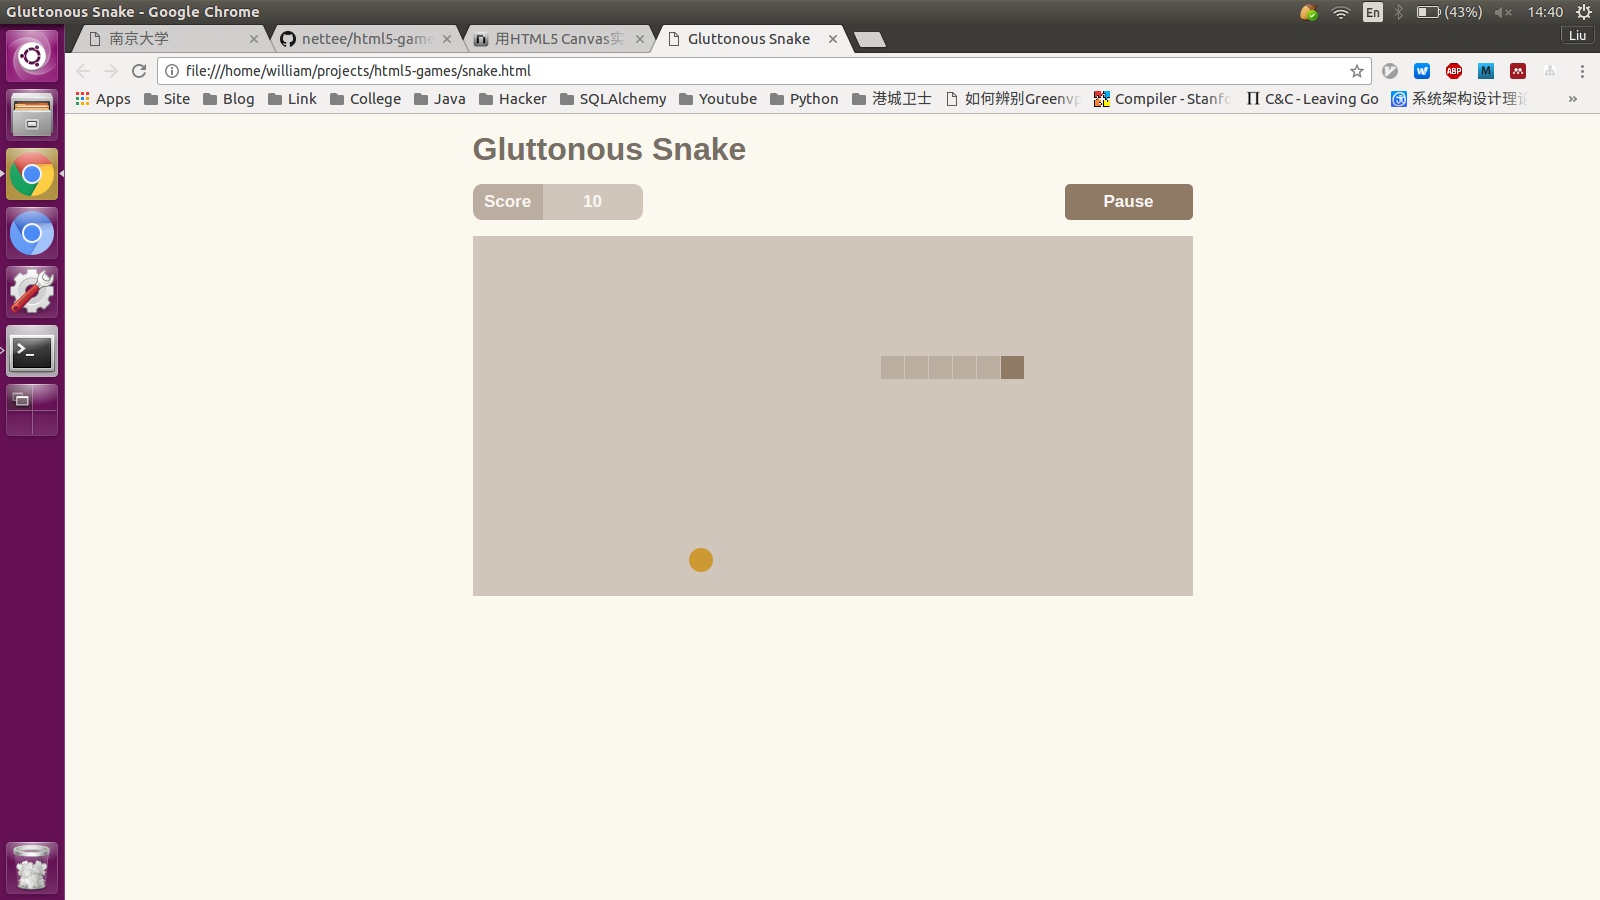 Gluttonous Snake - Google Chrome
En
(43%)
14:40
Liu
南京大学
nettee/html5-game
用HTML5 Canvas实
Gluttonous Snake
file:///home/william/projects/html5-games/snake.html
W
ABP
M
Apps
Site
Blog
Link
College
Java
Hacker
SQLAlchemy
Youtube
Python
港城卫士
如何辨别Greenvp
Compiler - Stanfo
C&C - Leaving Go
系统架构设计理论
»
Gluttonous Snake
Score
10
Pause